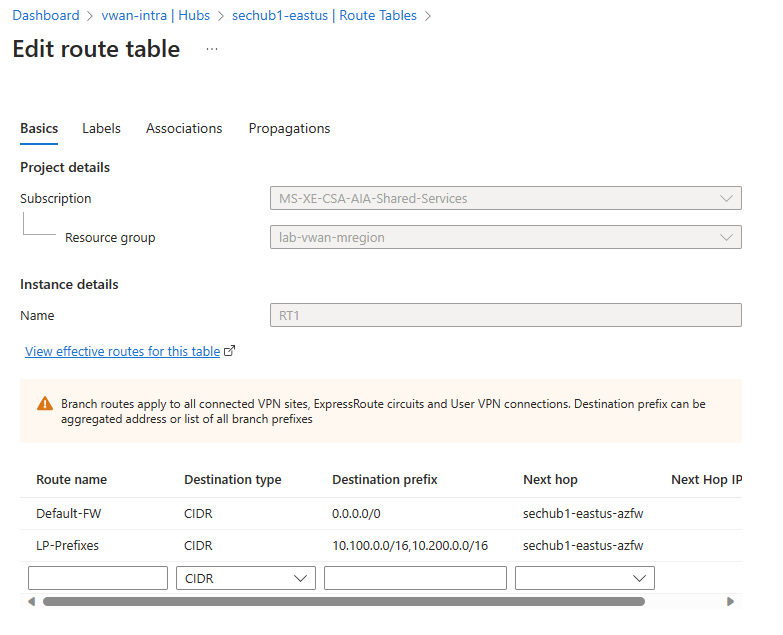 Dashboard > vwan-intra | Hubs > sechub1-eastus | Route Tables >
Edit route table ...
Basics Labels Associations Propagations
Project details
Subscription MS-XE-CSA-AIA-Shared-Services
Resource group lab-vwan-mregion
Instance details
Name RT1
View effective routes for this table
Branch routes apply to all connected VPN sites, ExpressRoute circuits and User VPN connections. Destination prefix can be
aggregated address or list of all branch prefixes
Route name Destination type Destination prefix Next hop Next Hop IP
Default-FW CIDR 0.0.0.0/0 sechub1-eastus-azfw
LP-Prefixes CIDR 10.100.0.0/16,10.200.0.0/16 sechub1-eastus-azfw
CIDR